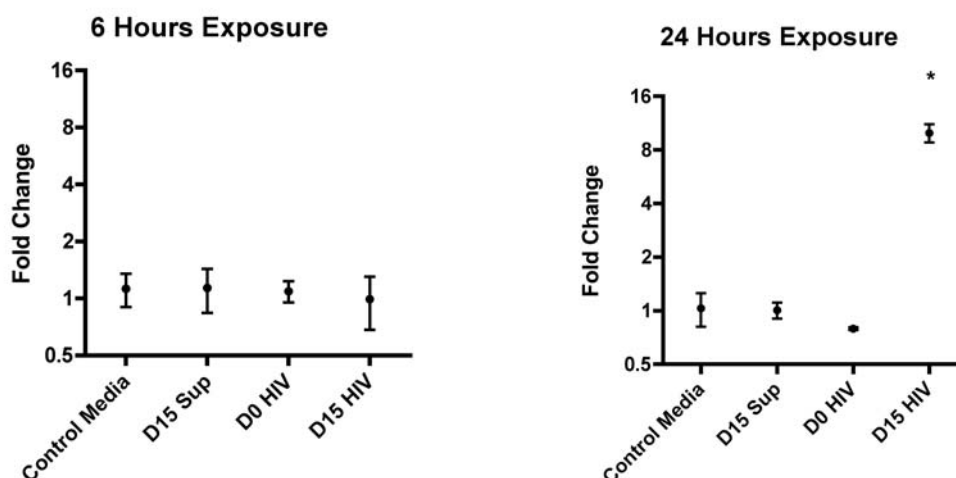 6 Hours Exposure
Fold Change
16
8
4
2
1
0.5
Control Media
D15 Sup
D0 HIV
D15 HIV
24 Hours Exposure
Fold Change
16
8
4
2
1
0.5
*
Control Media
D15 Sup
D0 HIV
D15 HIV